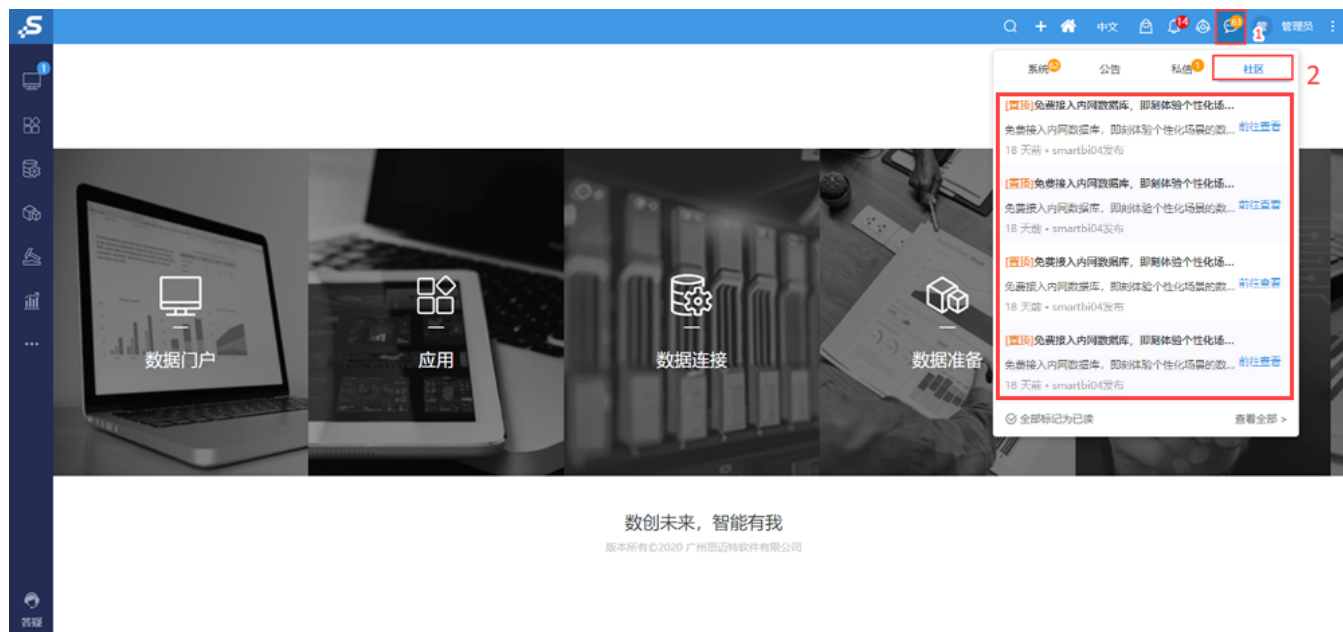 S
中文
14
63
管 管理员
1
1
系统 62
公告
私信 1
社区
2
[置顶]免费接入内网数据库，即刻体验个性化场...
免费接入内网数据库，即刻体验个性化场景的数... 前往查看
18 天前 • smartbi04发布
[置顶]免费接入内网数据库，即刻体验个性化场...
免费接入内网数据库，即刻体验个性化场景的数... 前往查看
18 天前 • smartbi04发布
[置顶]免费接入内网数据库，即刻体验个性化场...
免费接入内网数据库，即刻体验个性化场景的数... 前往查看
18 天前 • smartbi04发布
[置顶]免费接入内网数据库，即刻体验个性化场...
免费接入内网数据库，即刻体验个性化场景的数... 前往查看
18 天前 • smartbi04发布
全部标记为已读
查看全部 >
数据门户
应用
数据连接
数据准备
数创未来，智能有我
版本所有©2020 广州思迈特软件有限公司
答疑